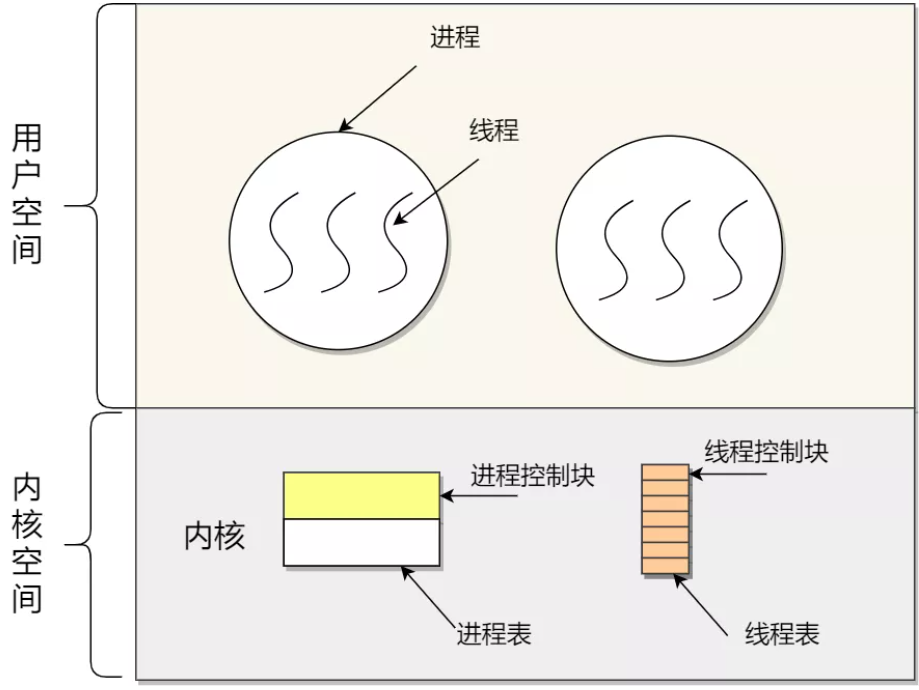 进程
线程
用户空间
线程控制块
进程控制块
内核空间
内核
进程表
线程表